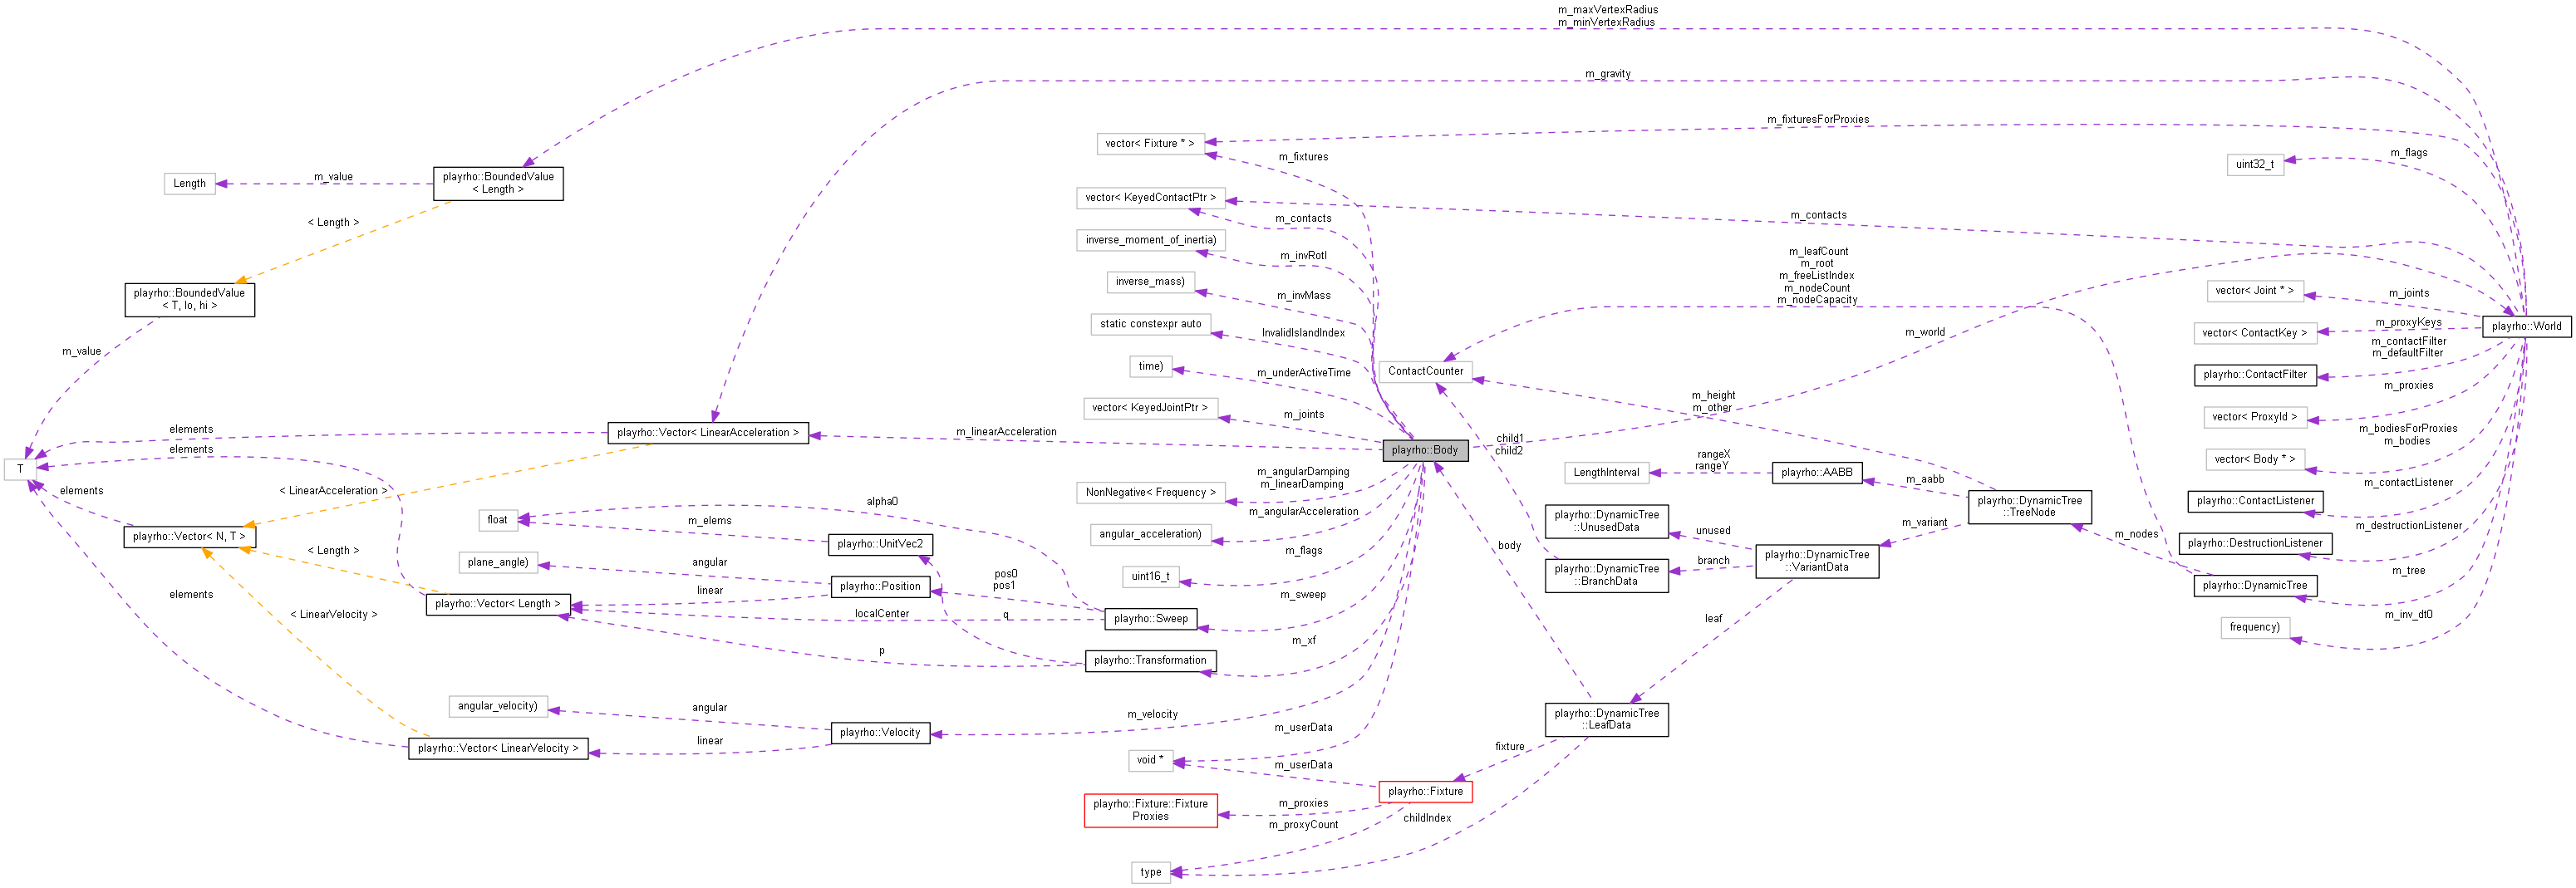 m_maxVertexRadius
m_minVertexRadius
m_gravity
m_fixturesForProxies
vector< Fixture * >
m_fixtures
m_flags
uint32_t
Length
m_value
playrho::BoundedValue
< Length >
vector< KeyedContactPtr >
m_contacts
m_contacts
< Length >
inverse_moment_of_inertia)
m_invRotI
m_leafCount
m_root
m_freeListIndex
m_nodeCount
m_nodeCapacity
playrho::BoundedValue
< T, lo, hi >
inverse_mass)
m_invMass
vector< Joint * >
m_joints
static constexpr auto
InvalidIslandIndex
m_world
vector< ContactKey >
m_proxyKeys
playrho::World
m_value
time)
m_underActiveTime
ContactCounter
m_contactFilter
m_defaultFilter
playrho::ContactFilter
vector< KeyedJointPtr >
m_joints
m_height
m_other
m_proxies
vector< ProxyId >
elements
playrho::Vector< LinearAcceleration >
m_linearAcceleration
playrho::Body
child1
child2
m_bodiesForProxies
m_bodies
vector< Body * >
T
elements
LengthInterval
rangeX
rangeY
playrho::AABB
m_aabb
elements
< LinearAcceleration >
NonNegative< Frequency >
m_angularDamping
m_linearDamping
m_contactListener
playrho::ContactListener
alpha0
m_angularAcceleration
playrho::DynamicTree
::TreeNode
float
m_elems
playrho::DynamicTree
::UnusedData
unused
m_variant
playrho::Vector< N, T >
playrho::UnitVec2
angular_acceleration)
m_destructionListener
playrho::DestructionListener
< Length >
m_flags
body
m_nodes
plane_angle)
angular
pos0
pos1
uint16_t
playrho::DynamicTree
::BranchData
branch
playrho::DynamicTree
::VariantData
m_tree
playrho::DynamicTree
elements
playrho::Vector< Length >
linear
playrho::Position
m_sweep
< LinearVelocity >
localCenter
q
playrho::Sweep
leaf
m_inv_dt0
frequency)
p
playrho::Transformation
m_xf
angular_velocity)
angular
playrho::Velocity
m_velocity
playrho::DynamicTree
::LeafData
playrho::Vector< LinearVelocity >
linear
m_userData
void *
m_userData
fixture
playrho::Fixture
playrho::Fixture::Fixture
Proxies
m_proxies
m_proxyCount
childIndex
type